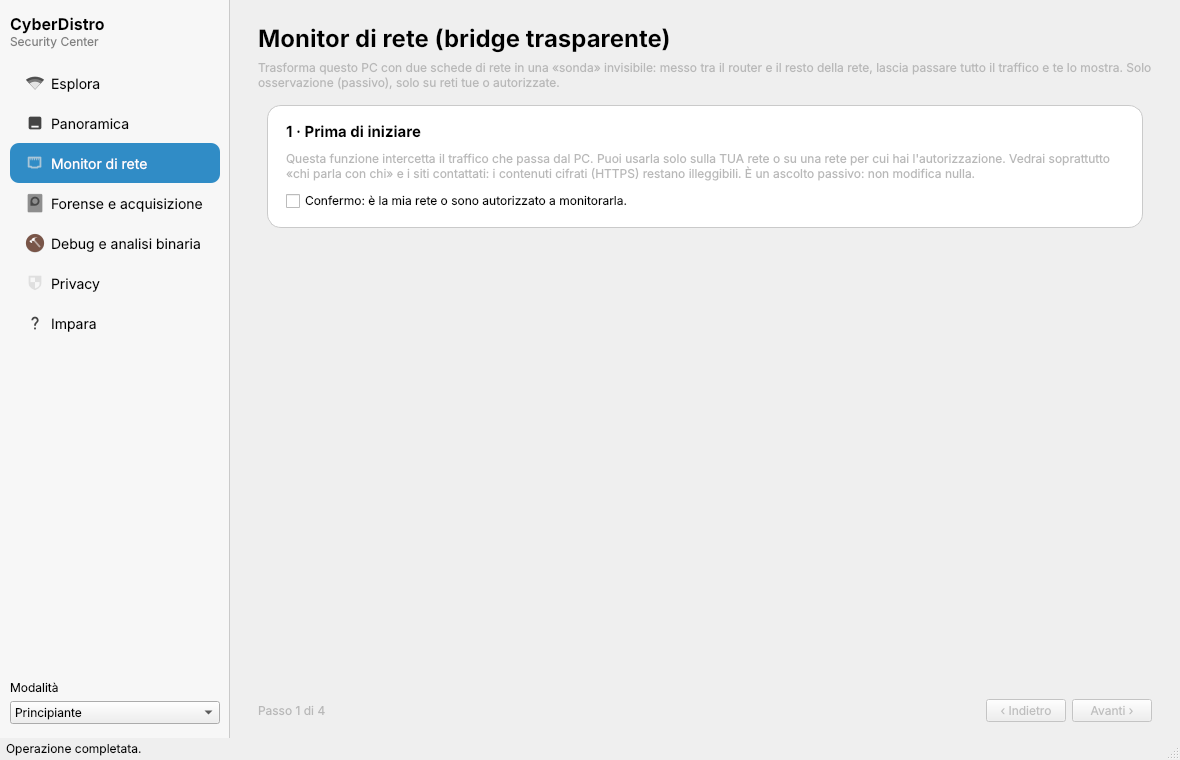 CyberDistro
Security Center
Esplora
Panoramica
Monitor di rete
Forense e acquisizione
Debug e analisi binaria
Privacy
? Impara
Modalità
Principiante
Operazione completata.
Monitor di rete (bridge trasparente)
Trasforma questo PC con due schede di rete in una «sonda» invisibile: messo tra il router e il resto della rete, lascia passare tutto il traffico e te lo mostra. Solo
osservazione (passivo), solo su reti tue o autorizzate.
1 · Prima di iniziare
Questa funzione intercetta il traffico che passa dal PC. Puoi usarla solo sulla TUA rete o su una rete per cui hai l'autorizzazione. Vedrai soprattutto
«chi parla con chi» e i siti contattati: i contenuti cifrati (HTTPS) restano illeggibili. È un ascolto passivo: non modifica nulla.
Confermo: è la mia rete o sono autorizzato a monitorarla.
Passo 1 di 4
‹ Indietro
Avanti ›